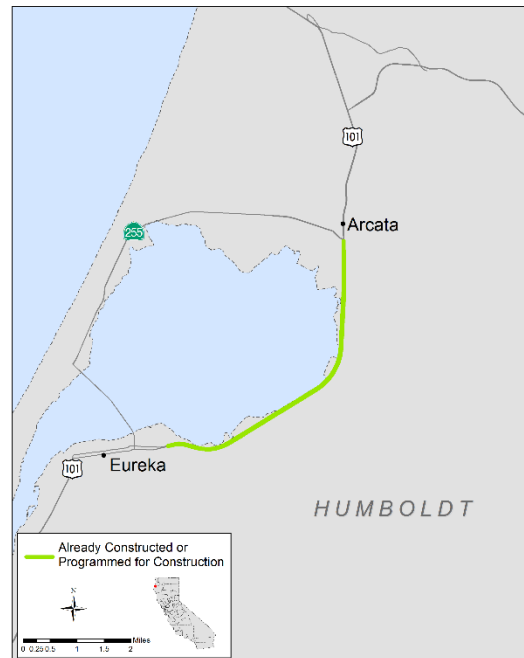 101
Arcata
255
Eureka
101
HUMBOLDT
Already Constructed or
Programmed for Construction
N
Miles
0 0.25 0.5 1 1.5 2